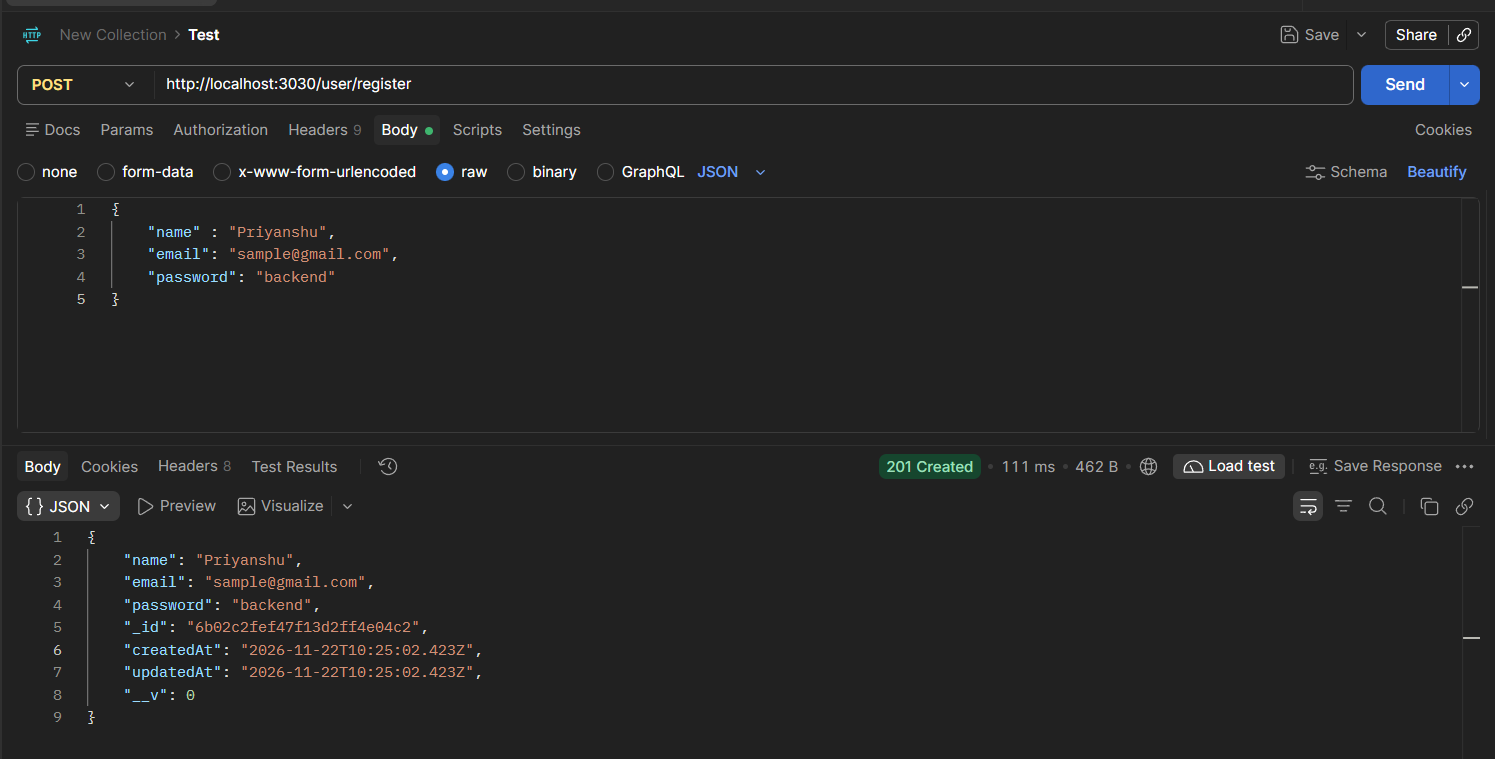 HTTP New Collection > Test Save Share
POST http://localhost:3030/user/register Send
Docs Params Authorization Headers 9 Body Scripts Settings Cookies
none form-data x-www-form-urlencoded raw binary GraphQL JSON Schema Beautify
1 {
2 "name" : "Priyanshu",
3 "email": "sample@gmail.com",
4 "password": "backend"
5 }
Body Cookies Headers 8 Test Results 201 Created • 111 ms • 462 B • Load test e.g. Save Response
{} JSON Preview Visualize
1 {
2 "name": "Priyanshu",
3 "email": "sample@gmail.com",
4 "password": "backend",
5 "_id": "6b02c2fef47f13d2ff4e04c2",
6 "createdAt": "2026-11-22T10:25:02.423Z",
7 "updatedAt": "2026-11-22T10:25:02.423Z",
8 "__v": 0
9 }